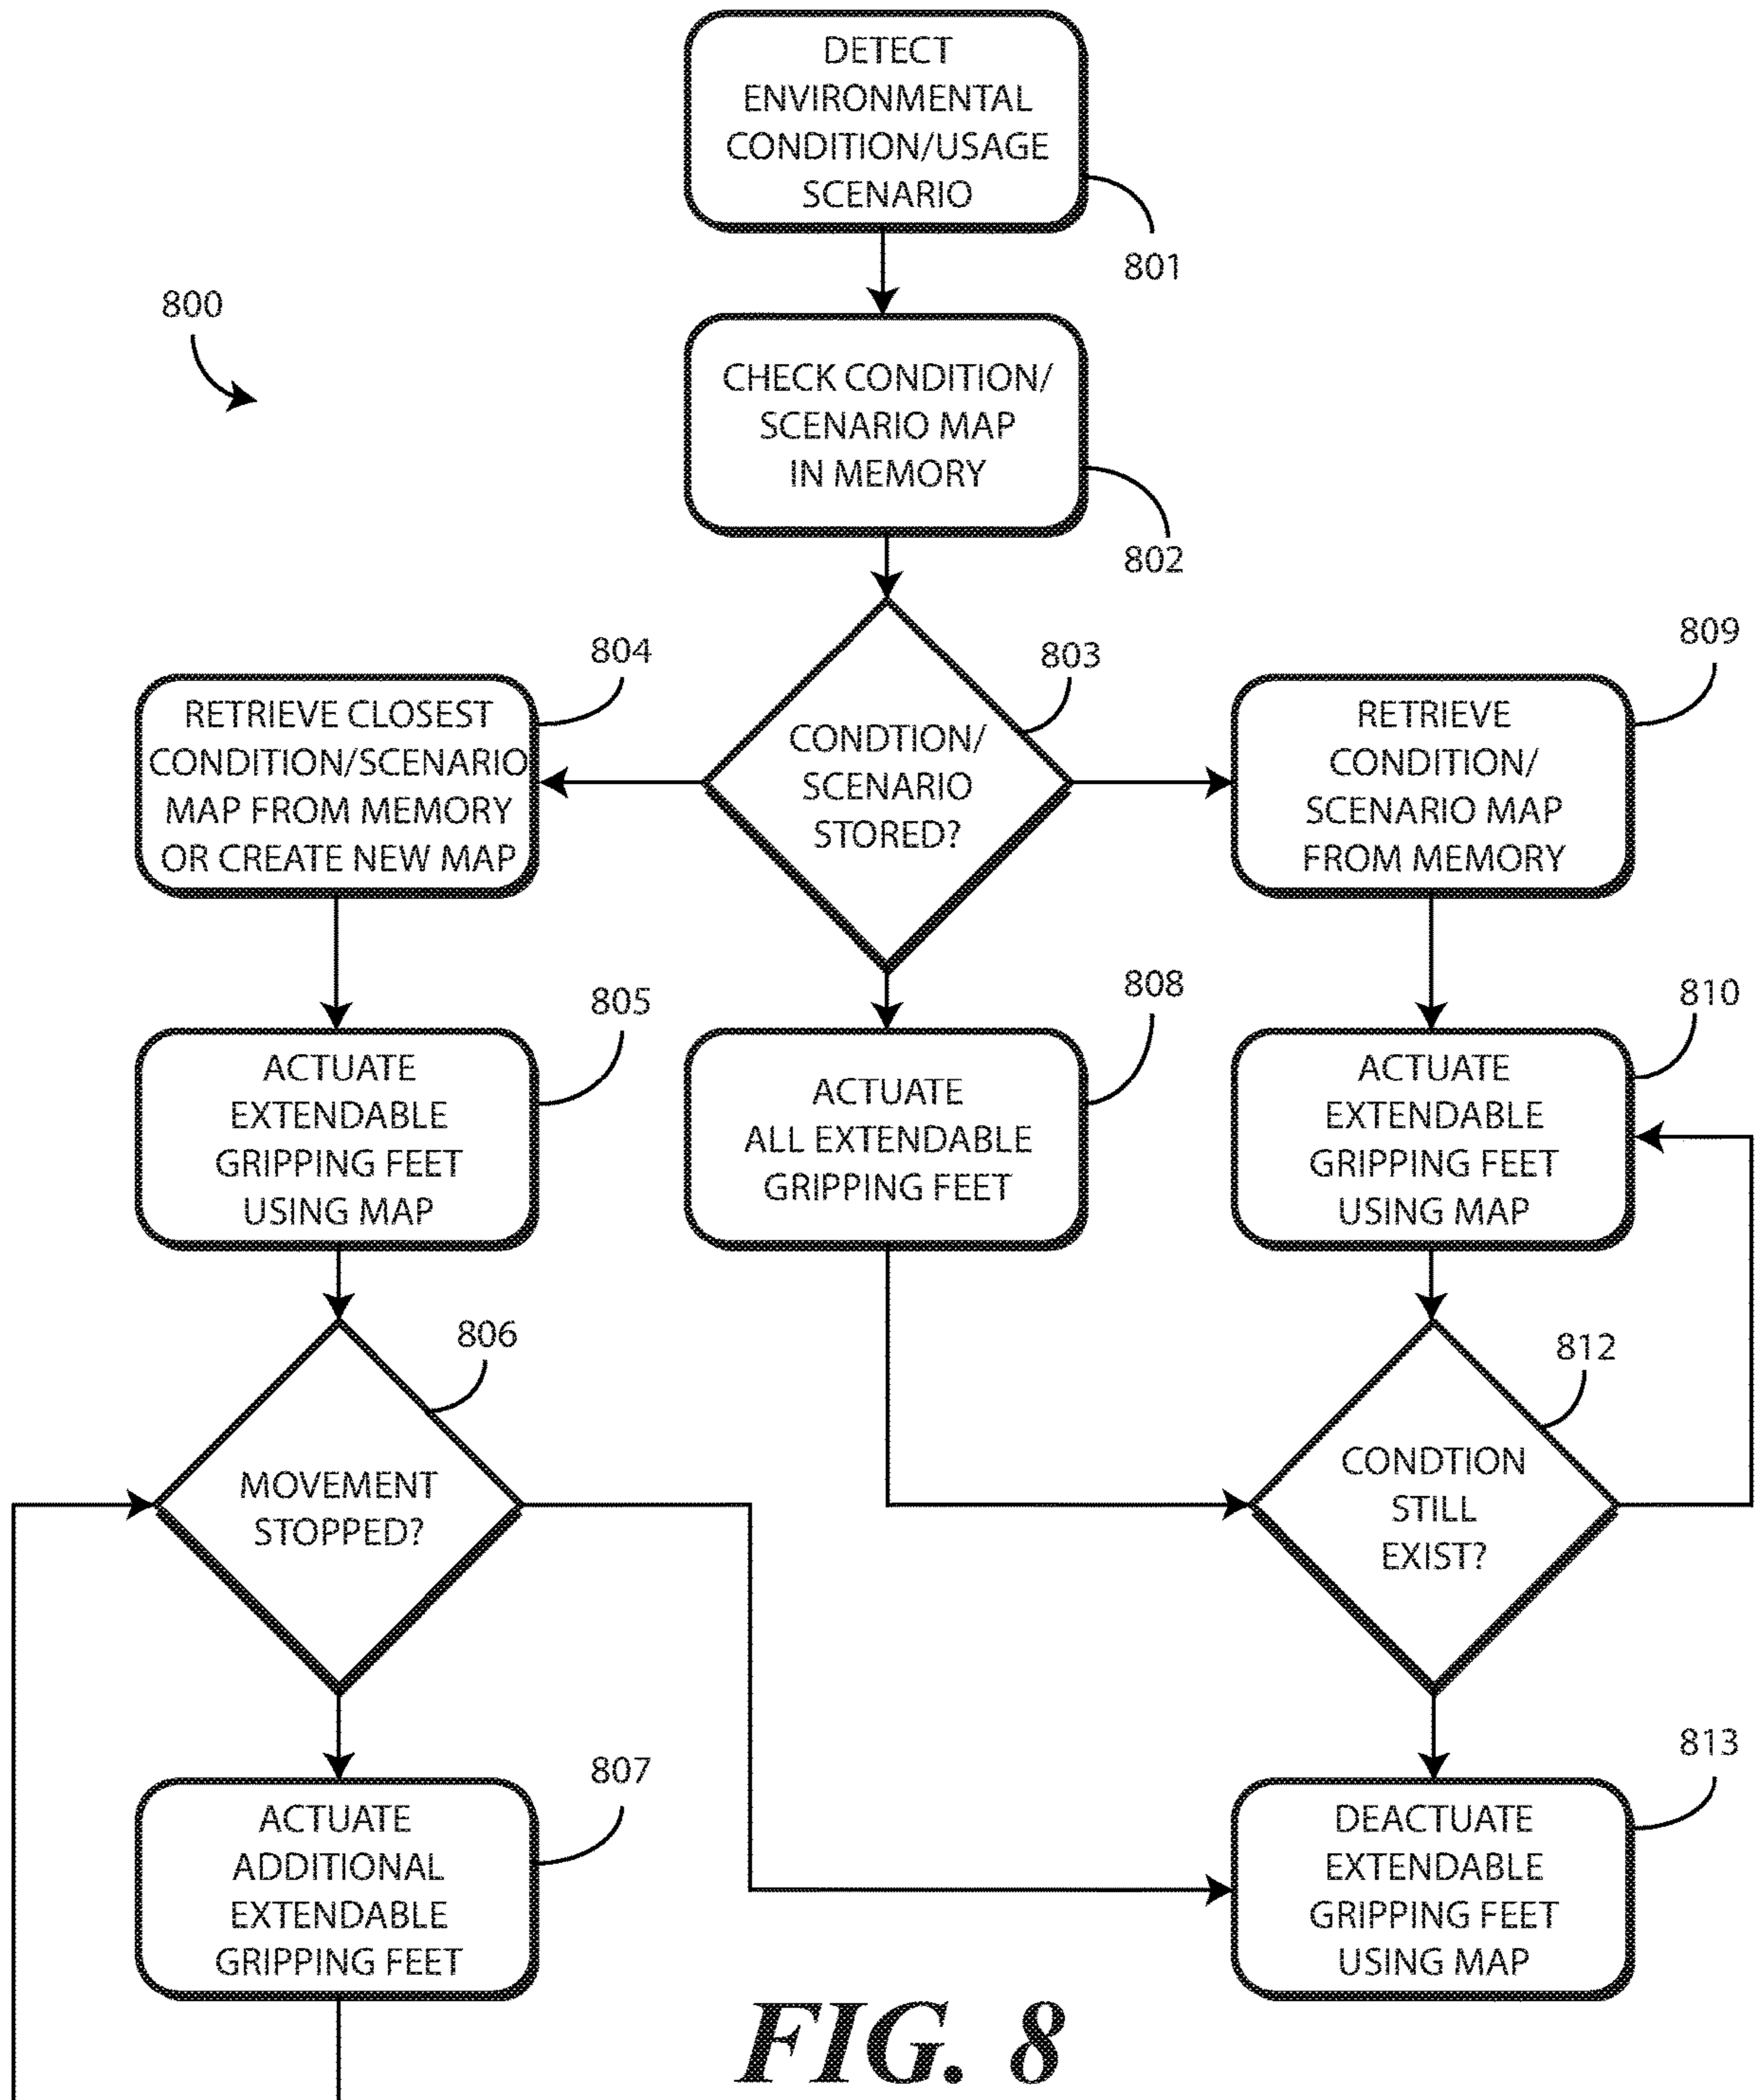 DETECT
ENVIRONMENTAL
CONDITION/USAGE
SCENARIO
801
800
CHECK CONDITION/
SCENARIO MAP
IN MEMORY
802
804
RETRIEVE CLOSEST
CONDITION/SCENARIO
MAP FROM MEMORY
OR CREATE NEW MAP
803
CONDTION/
SCENARIO
STORED?
809
RETRIEVE
CONDITION/
SCENARIO MAP
FROM MEMORY
805
ACTUATE
EXTENDABLE
GRIPPING FEET
USING MAP
808
ACTUATE
ALL EXTENDABLE
GRIPPING FEET
810
ACTUATE
EXTENDABLE
GRIPPING FEET
USING MAP
806
MOVEMENT
STOPPED?
812
CONDTION
STILL
EXIST?
807
ACTUATE
ADDITIONAL
EXTENDABLE
GRIPPING FEET
813
DEACTUATE
EXTENDABLE
GRIPPING FEET
USING MAP
FIG. 8